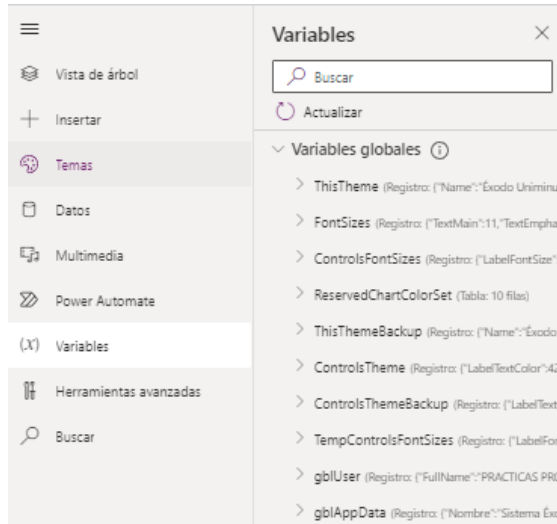 Vista de árbol
Insertar
Temas
Datos
Multimedia
Power Automate
(x) Variables
Herramientas avanzadas
Buscar
Variables
Buscar
Actualizar
Variables globales
ThisTheme (Registro: {"Name":"Éxodo Uniminu
FontSizes (Registro: {"TextMain":11,"TextEmpha
ControlsFontSizes (Registro: {"LabelFontSize":
ReservedChartColorSet (Tabla: 10 filas)
ThisThemeBackup (Registro: {"Name":"Éxodo
ControlsTheme (Registro: {"LabelTextColor":42
ControlsThemeBackup (Registro: {"LabelText
TempControlsFontSizes (Registro: {"LabelFon
gblUser (Registro: {"FullName":"PRACTICAS PRO
gblAppData (Registro: {"Nombre":"Sistema Éxo